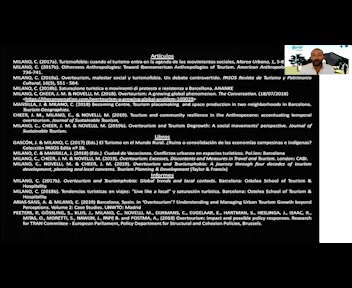 Artículos
MILANO, C. (2017a). Turismofobia: cuando el turismo entra en la agenda de los movimientos sociales. Marea Urbana, 1, 5-8
MILANO, C. (2017b). Otherness Anthropologies: Toward Ibero-american Anthropologies of Tourism. American Anthropologist
736-741.
MILANO, C. (2018a). Overtourism, malestar social y turismofobia. Un debate controvertido. PASOS Revista de Turismo y Patrimonio
Cultural, 16(3), 551 - 564.
MILANO, C. (2018b). Saturazione turistica e movimenti di protesta e resistenza a Barcellona. ANANKE
MILANO, C, CHEER, J. M. & NOVELLI, M. (2018). Overtourism: A growing global phenomenon. The Conversation. (18/07/2018)
<https://theconversation.com/overtourism-a-growing-global-problem-100029>
MANSILLA, J. & MILANO, C. (2018) Becoming Centre. Tourism placemaking and space production in two neighborhoods in Barcelona.
Tourism Geographies.
CHEER, J. M., MILANO, C., & NOVELLI, M. (2019). Tourism and community resilience in the Anthropocene: accentuating temporal
overtourism. Journal of Sustainable Tourism.
MILANO, C., NOVELLI, M. & CHEER, J. M. (2019b). Overtourism and Tourism Degrowth: A social movements' perspective. Journal of
Sustainable Tourism.
Libros
GASCÓN, J. & MILANO, C. (2017) (Eds.) El Turismo en el Mundo Rural. ¿Ruina o consolidación de las economías campesinas e indígenas?
Colección PASOS Edita nº 18.
MILANO, C. & MANSILLA, J. (2018) (Eds.) Ciudad de Vacaciones. Conflictos urbanos en espacios turísticos. Pol·len: Barcelona
MILANO, C., CHEER, J. M. & NOVELLI, M. (2019). Overtourism: Excesses, Discontents and Measures in Travel and Tourism. London: CABI.
MILANO, C., NOVELLI, M. & CHEER, J. M. (2019). Overtourism and Tourismphobia: A Journey through four decades of tourism
development, planning and local concerns. Tourism Planning & Development (Taylor & Francis)
Informes
MILANO, C. (2017b). Overtourism and Tourismphobia: Global trends and local contexts. Barcelona: Ostelea School of Tourism &
Hospitality
MILANO, C. (2018b). Tendencias turísticas en viajes: "Live like a local" y saturación turística. Barcelona: Ostelea School of Tourism &
Hospitality.
ARIAS-SANS, A. & MILANO, C. (2019) Barcelona, Spain. In 'Overtourism'? Understanding and Managing Urban Tourism Growth beyond
Perceptions. Volume 2: Case Studies. UNWTO: Madrid
PEETERS, P, GÖSSLING, S., KLIJS, J., MILANO, C., NOVELLI, M., DIJKMANS, C., EIJGELAAR, E., HARTMAN, S., HESLINGA, J., ISAAC, R.,
MITAS, O., MORETTI, S., NAWIJN, J., PAPP, B. and POSTMA, A., (2018) Overtourism: impact and possible policy responses. Research
for TRAN Committee - European Parliament, Policy Department for Structural and Cohesion Policies, Brussels.